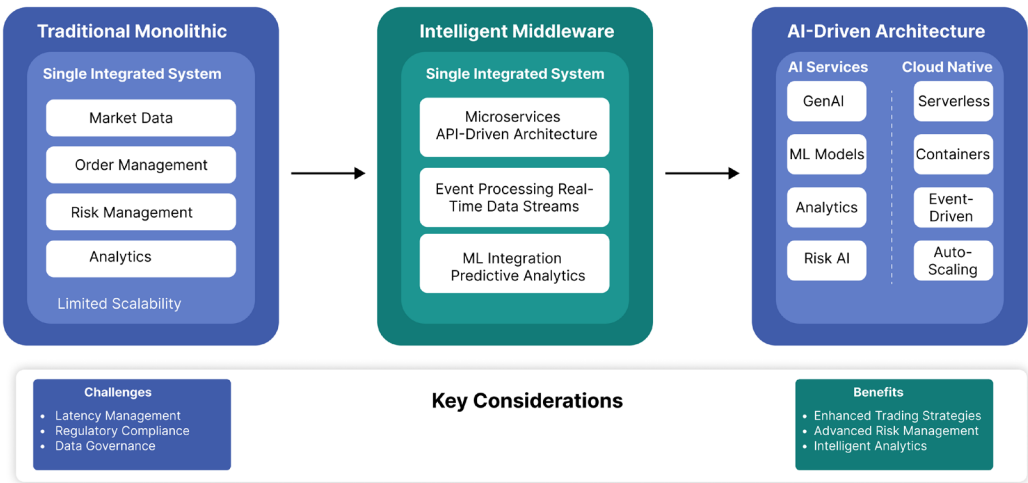 Traditional Monolithic
Single Integrated System
Market Data
Order Management
Risk Management
Analytics
Limited Scalability
Intelligent Middleware
Single Integrated System
Microservices
API-Driven Architecture
Event Processing Real-
Time Data Streams
ML Integration
Predictive Analytics
AI-Driven Architecture
AI Services
GenAI
ML Models
Analytics
Risk AI
Cloud Native
Serverless
Containers
Event-
Driven
Auto-
Scaling
Key Considerations
Challenges
• Latency Management
• Regulatory Compliance
• Data Governance
Benefits
• Enhanced Trading Strategies
• Advanced Risk Management
• Intelligent Analytics